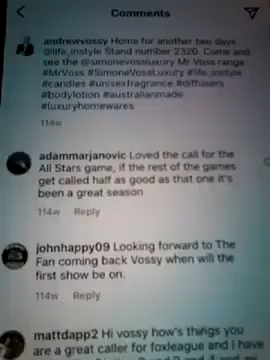 Comments
andrewvossy Home for another two days
@life_instyle Stand number 2320. Come and
see the @simonevossluxury Mr Voss range
#MrVoss #SimoneVossLuxury #life_instyle
#candles #unisexfragrance #diffusers
#bodylotion #australianmade
#luxuryhomewares
114w
adammarjanovic Loved the call for the
All Stars game, if the rest of the games
get called half as good as that one it's
been a great season
114w Reply
johnhappy09 Looking forward to The
Fan coming back Vossy when will the
first show be on.
114w Reply
mattdapp2 Hi vossy how's things you
are a great caller for foxleague and I have